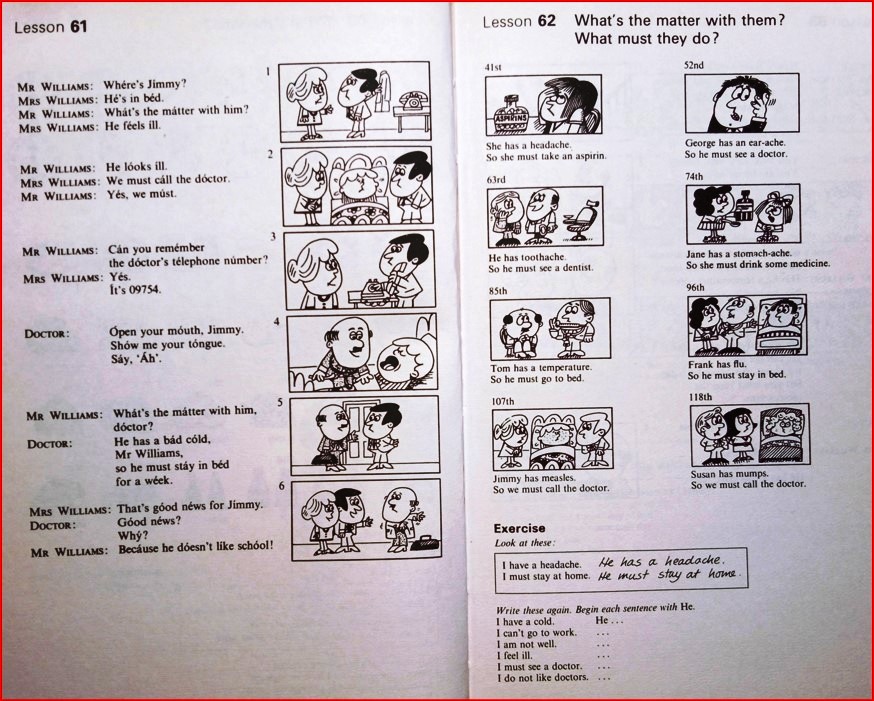 Lesson 61
1
MR WILLIAMS: Whére's Jimmy?
MRS WILLIAMS: Hé's in béd.
MR WILLIAMS: Whát's the mátter with him?
MRS WILLIAMS: He féels ill.
2
MR WILLIAMS: He lóoks ill.
MRS WILLIAMS: We must cáll the dóctor.
MR WILLIAMS: Yés, we múst.
3
MR WILLIAMS: Cán you remémber
the dóctor's télephone númber?
MRS WILLIAMS: Yés.
Ít's 09754.
4
DOCTOR: Ópen your móuth, Jimmy.
Shów me your tóngue.
Sáy, 'Áh'.
5
MR WILLIAMS: Whát's the mátter with him,
dóctor?
DOCTOR: He has a bád cóld,
Mr Wílliams,
so he must stáy in béd
for a wéek.
6
MRS WILLIAMS: That's góod néws for Jímmy.
DOCTOR: Góod néws?
Whý?
MR WILLIAMS: Becáuse he dóesn't like schóol!
Lesson 62 What's the matter with them?
What must they do?
41st
ASPIRINS
She has a headache.
So she must take an aspirin.
52nd
George has an ear-ache.
So he must see a doctor.
63rd
He has toothache.
So he must see a dentist.
74th
Jane has a stomach-ache.
So she must drink some medicine.
85th
Tom has a temperature.
So he must go to bed.
96th
Frank has flu.
So he must stay in bed.
107th
Jimmy has measles.
So we must call the doctor.
118th
Susan has mumps.
So we must call the doctor.
Exercise
Look at these:
I have a headache. He has a headache.
I must stay at home. He must stay at home.
Write these again. Begin each sentence with He.
I have a cold. He ...
I can't go to work. ...
I am not well. ...
I feel ill. ...
I must see a doctor. ...
I do not like doctors. ...